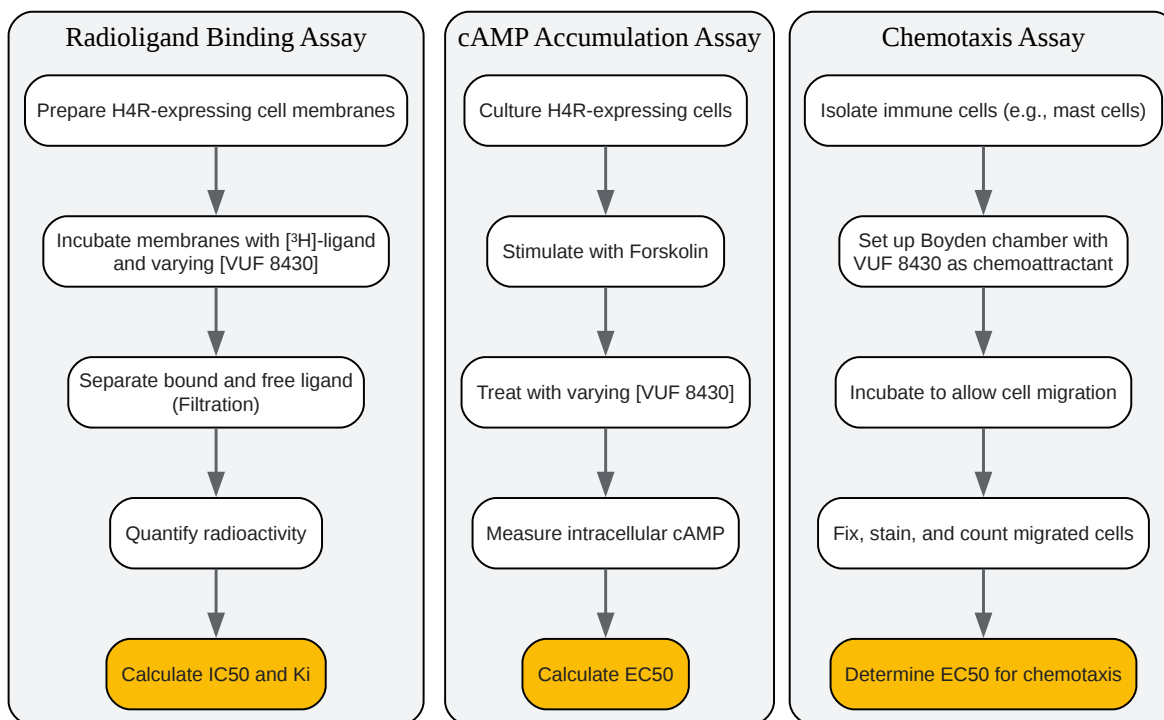 Radioligand Binding Assay
Prepare H4R-expressing cell membranes
Incubate membranes with [³H]-ligand
and varying [VUF 8430]
Separate bound and free ligand
(Filtration)
Quantify radioactivity
Calculate IC50 and Ki
cAMP Accumulation Assay
Culture H4R-expressing cells
Stimulate with Forskolin
Treat with varying [VUF 8430]
Measure intracellular cAMP
Calculate EC50
Chemotaxis Assay
Isolate immune cells (e.g., mast cells)
Set up Boyden chamber with
VUF 8430 as chemoattractant
Incubate to allow cell migration
Fix, stain, and count migrated cells
Determine EC50 for chemotaxis